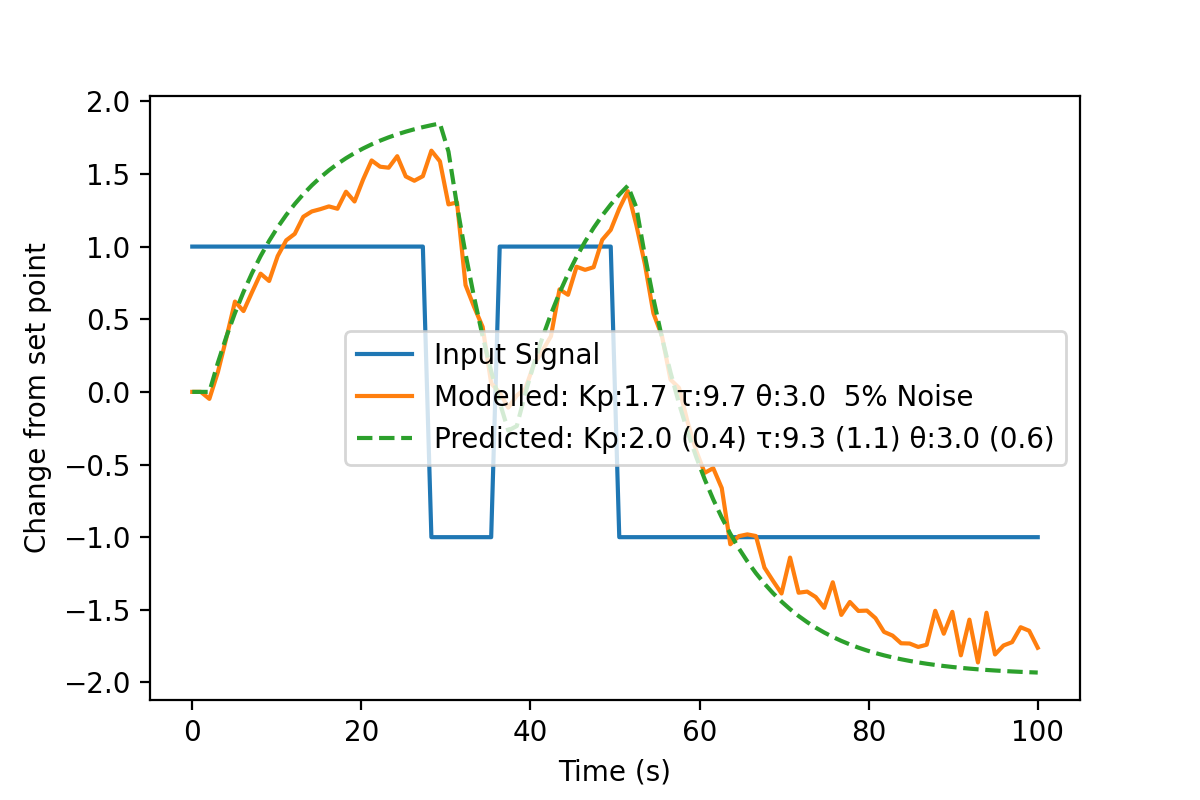 2.0
1.5
1.0
0.5
0.0
−0.5
−1.0
−1.5
−2.0
Change from set point
Input Signal
Modelled: Kp:1.7 τ:9.7 θ:3.0  5% Noise
Predicted: Kp:2.0 (0.4) τ:9.3 (1.1) θ:3.0 (0.6)
0 20 40 60 80 100
Time (s)